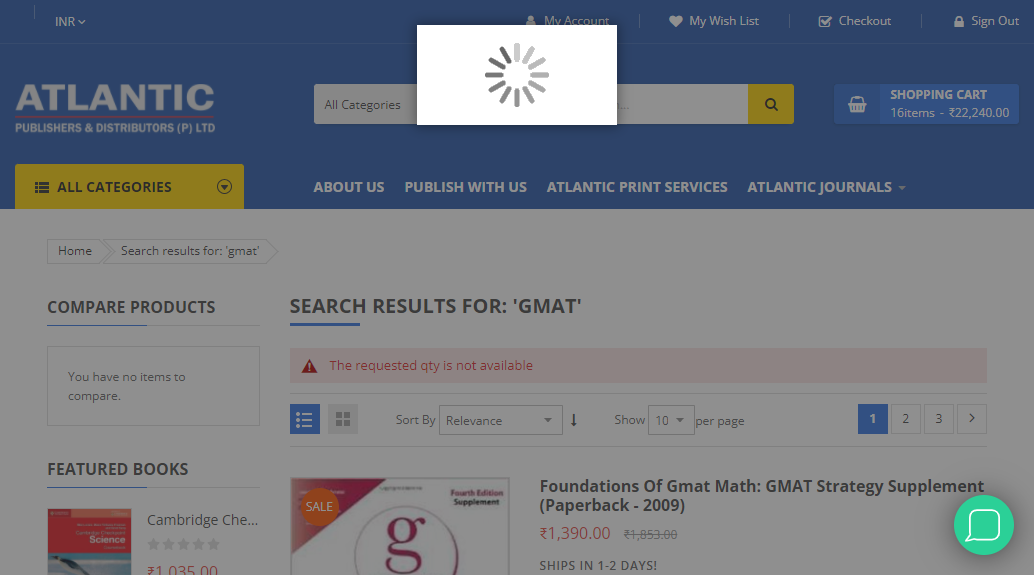 INR
My Account
My Wish List
Checkout
Sign Out
ATLANTIC
PUBLISHERS & DISTRIBUTORS (P) LTD
All Categories
SHOPPING CART
16items - ₹22,240.00
ALL CATEGORIES
ABOUT US
PUBLISH WITH US
ATLANTIC PRINT SERVICES
ATLANTIC JOURNALS
Home
Search results for: 'gmat'
COMPARE PRODUCTS
You have no items to
compare.
FEATURED BOOKS
Cambridge Che...
₹1,035.00
Cambridge Checkpoint
Science
SEARCH RESULTS FOR: 'GMAT'
The requested qty is not available
Sort By Relevance
Show 10 per page
1 2 3
SALE
Fourth Edition
Supplement
g
Foundations Of Gmat Math: GMAT Strategy Supplement
(Paperback - 2009)
₹1,390.00 ₹1,853.00
SHIPS IN 1-2 DAYS!